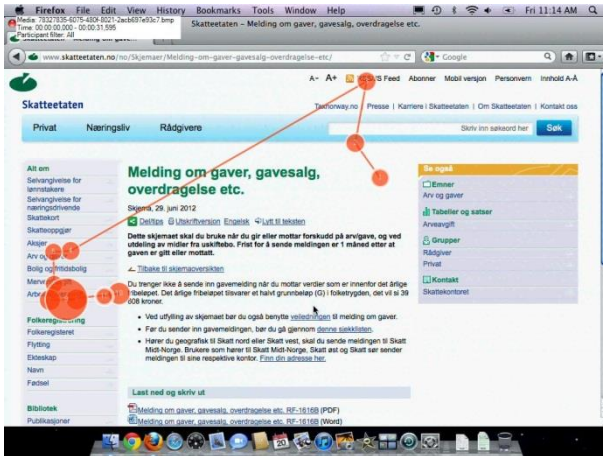 Firefox File Edit View History Bookmarks Tools Window Help Fri 11:14 AM
Media: 78327835-6075-480F-8021-2acb697e93c7.bmp
Time: 00:00:00,000 - 00:00:31,595
Participant filter: All
Skatteetaten – Melding om gaver, gavesalg, overdragelse etc.
www.skatteetaten.no/no/Skjemaer/Melding-om-gaver-gavesalg-overdragelse-etc/
Google
A- A+ RSS Feed Abonner Mobil versjon Personvern Innhold A-Å
Skatteetaten
Taxnorway.no | Presse | Karriere i Skatteetaten | Om Skatteetaten | Kontakt oss
Privat Næringsliv Rådgivere
Skriv inn søkeord her Søk
Alt om
Selvangivelse for
lønnstakere
Selvangivelse for
næringsdrivende
Skattekort
Skatteoppgjør
Aksjer
Arv og
Bolig og fritidsbolig
Folkeregistrering
Folkeregisteret
Flytting
Ekteskap
Navn
Fødsel
Bibliotek
Publikasjoner
Melding om gaver, gavesalg,
overdragelse etc.
Skjema, 29. juni 2012
Del/tips Utskriftversjon Engelsk Lytt til teksten
Dette skjemaet skal du bruke når du gir eller mottar forskudd på arv/gave, og ved
utdeling av midler fra uskiftebo. Frist for å sende meldingen er 1 måned etter at
gaven er gitt eller mottatt.
Tilbake til skjemaoversikten
Du trenger ikke å sende inn gavemelding når du mottar verdier som er innenfor det årlige
fribeløpet. Det årlige fribeløpet tilsvarer et halvt grunnbeløp (G) i folketrygden, det vil si 39
608 kroner.
• Ved utfylling av skjemaet bør du også benytte veiledningen til melding om gaver.
• Før du sender inn gavemeldingen, bør du gå gjennom denne sjekklisten.
• Hører du geografisk til Skatt nord eller Skatt vest, skal du sende meldingen til Skatt
Midt-Norge. Brukere som hører til Skatt Midt-Norge, Skatt øst og Skatt sør sender
meldingen til sine respektive kontor. Finn din adresse her.
Last ned og skriv ut
Melding om gaver, gavesalg, overdragelse etc. RF-1616B (PDF)
Melding om gaver, gavesalg, overdragelse etc. RF-1616B (Word)
Se også
Emner
Arv og gaver
Tabeller og satser
Arveavgift
Grupper
Rådgiver
Privat
Kontakt
Skattekontoret